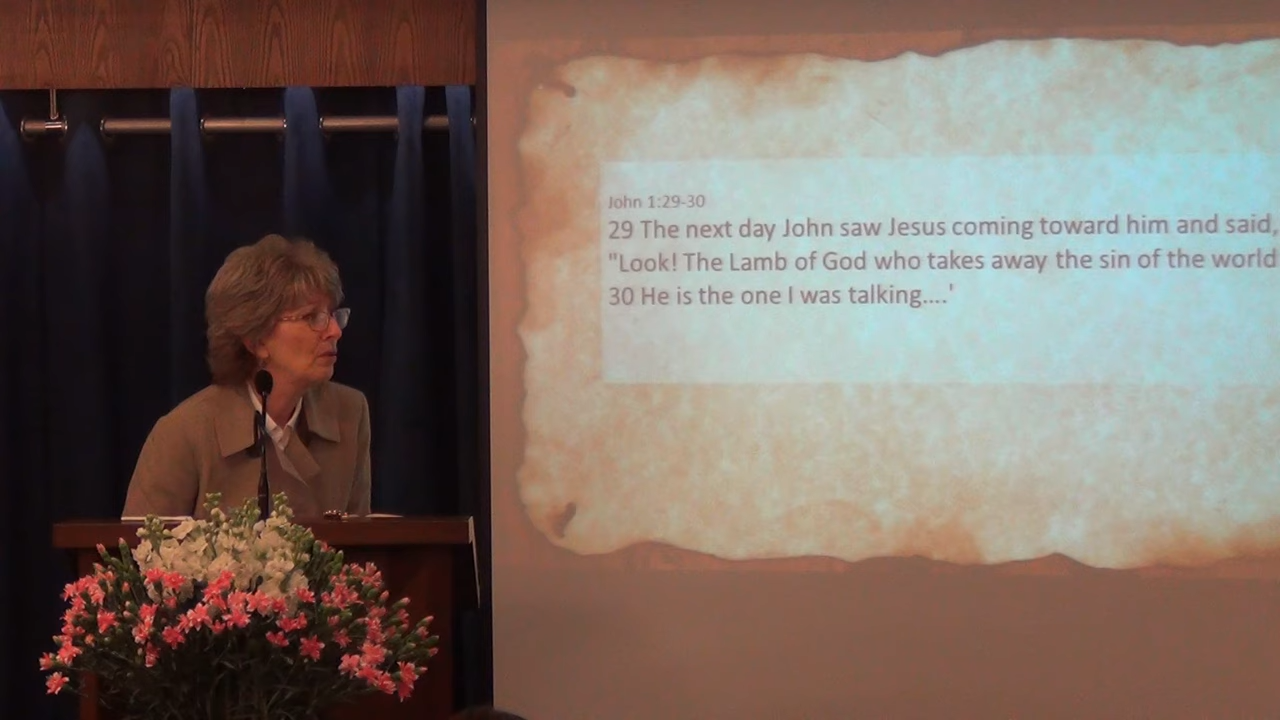 John 1:29-30
29 The next day John saw Jesus coming toward him and said,
"Look! The Lamb of God who takes away the sin of the world
30 He is the one I was talking....'